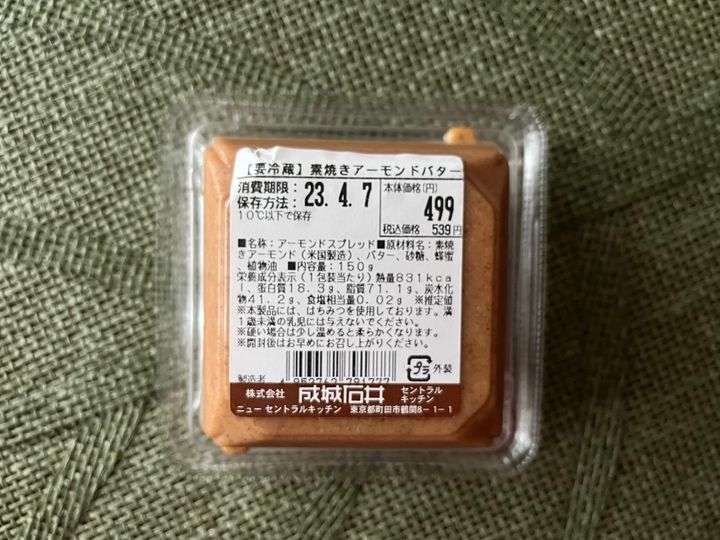 【要冷蔵】素焼きアーモンドバター
消費期限： 23. 4. 7
保存方法：
10℃以下で保存
本体価格(円)
499
税込価格 539円
■名称：アーモンドスプレッド■原材料名：素焼
きアーモンド（米国製造）、バター、砂糖、蜂蜜
、植物油 ■内容量：150g
栄養成分表示（1包装当たり）熱量831kca
l、蛋白質18.3g、脂質71.1g、炭水化
物41.2g、食塩相当量0.02g ※推定値
※本製品には、はちみつを使用しております。満
1歳未満の乳児には与えないでください。
※硬い場合は少し温めると柔らかくなります。
※開封後はお早めにお召し上がりください。
プラ 外装
製造者
株式会社 成城石井 セントラルキッチン
ニュー セントラルキッチン 東京都町田市鶴間8－1－1